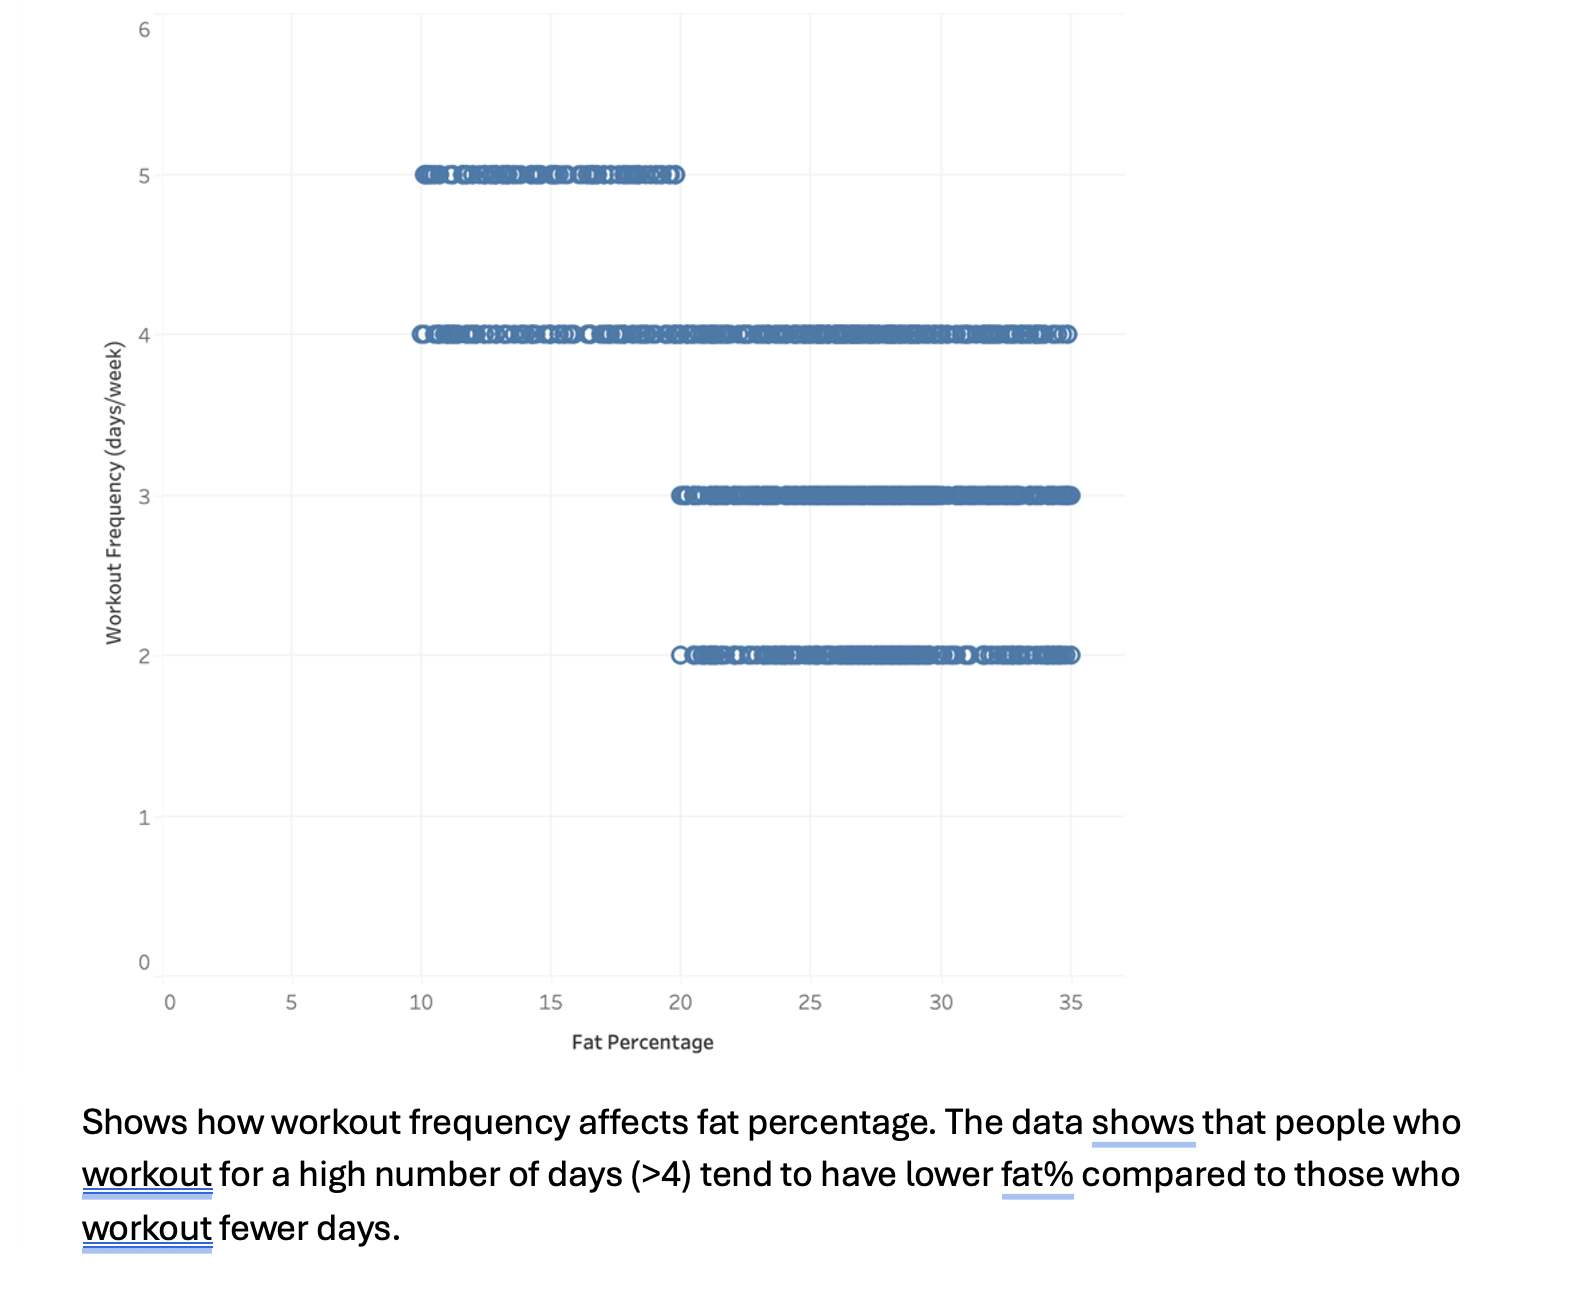 6
5
4
3
2
1
0
Workout Frequency (days/week)
0 5 10 15 20 25 30 35
Fat Percentage
Shows how workout frequency affects fat percentage. The data shows that people who
workout for a high number of days (>4) tend to have lower fat% compared to those who
workout fewer days.